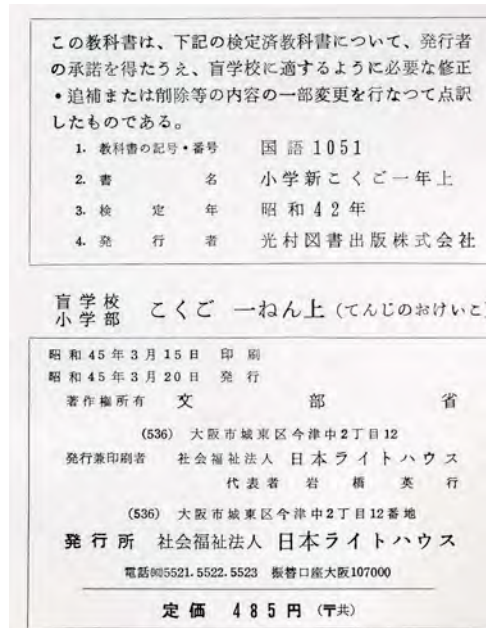 この教科書は、下記の検定済教科書について、発行者
の承諾を得たうえ、盲学校に適するように必要な修正
・追補または削除等の内容の一部変更を行なつて点訳
したものである。
1. 教科書の記号・番号 国語1051
2. 書名 小学新こくご一年上
3. 検定年 昭和42年
4. 発行者 光村図書出版株式会社
盲学校
小学部 こくご 一ねん上(てんじのおけいこ
昭和45年3月15日 印刷
昭和45年3月20日 発行
著作権所有 文部省
(536) 大阪市城東区今津中2丁目12
発行兼印刷者 社会福祉法人 日本ライトハウス
代表者 岩橋英行
(536) 大阪市城東区今津中2丁目12番地
発行所 社会福祉法人 日本ライトハウス
電話 5521.5522.5523 振替口座大阪107000
定価 485円 (〒共)